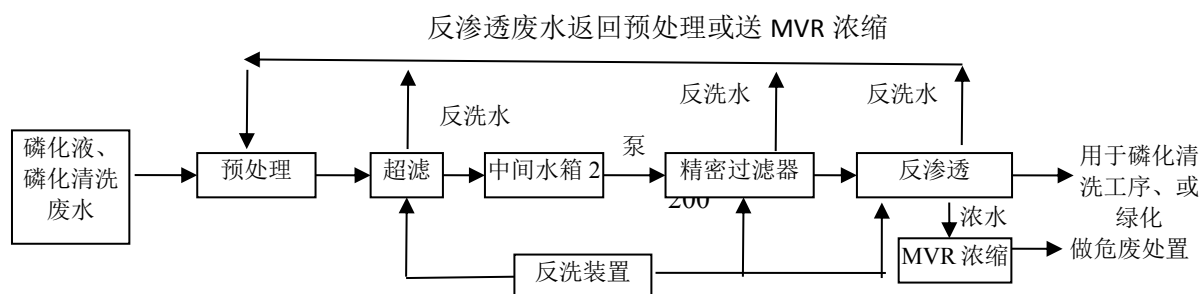 反渗透废水返回预处理或送 MVR 浓缩
反洗水
反洗水
反洗水
泵
磷化液、
磷化清洗
废水
预处理
超滤
中间水箱 2
精密过滤器
200
反渗透
用于磷化清
洗工序、或
绿化
浓水
MVR 浓缩
做危废处置
反洗装置